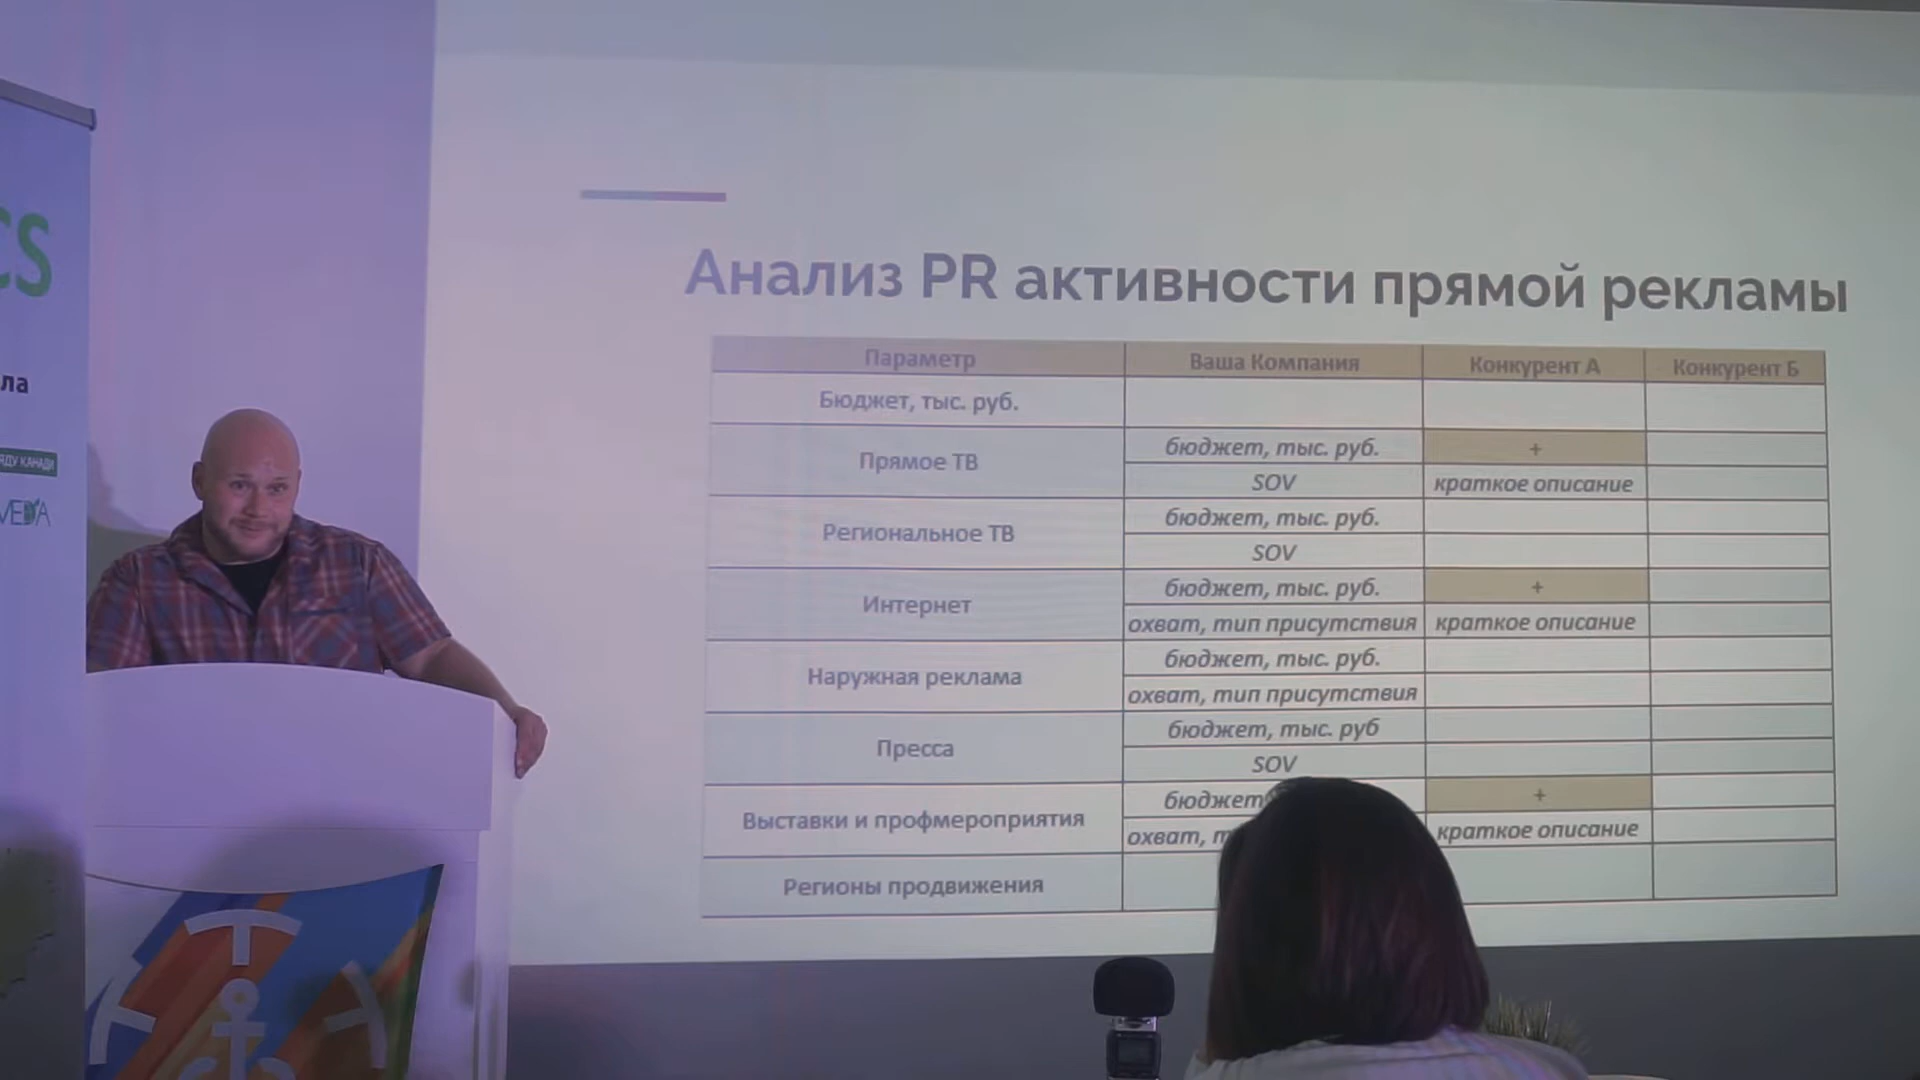 cs
ла
ЯДУ КАНАДИ
Анализ PR активности прямой рекламы
Параметр Ваша Компания Конкурент А Конкурент Б
Бюджет, тыс. руб.
Прямое ТВ бюджет, тыс. руб. +
SOV краткое описание
Региональное ТВ бюджет, тыс. руб.
SOV
Интернет бюджет, тыс. руб. +
охват, тип присутствия краткое описание
Наружная реклама бюджет, тыс. руб.
охват, тип присутствия
Пресса бюджет, тыс. руб
SOV
Выставки и профмероприятия бюджет +
охват, т краткое описание
Регионы продвижения